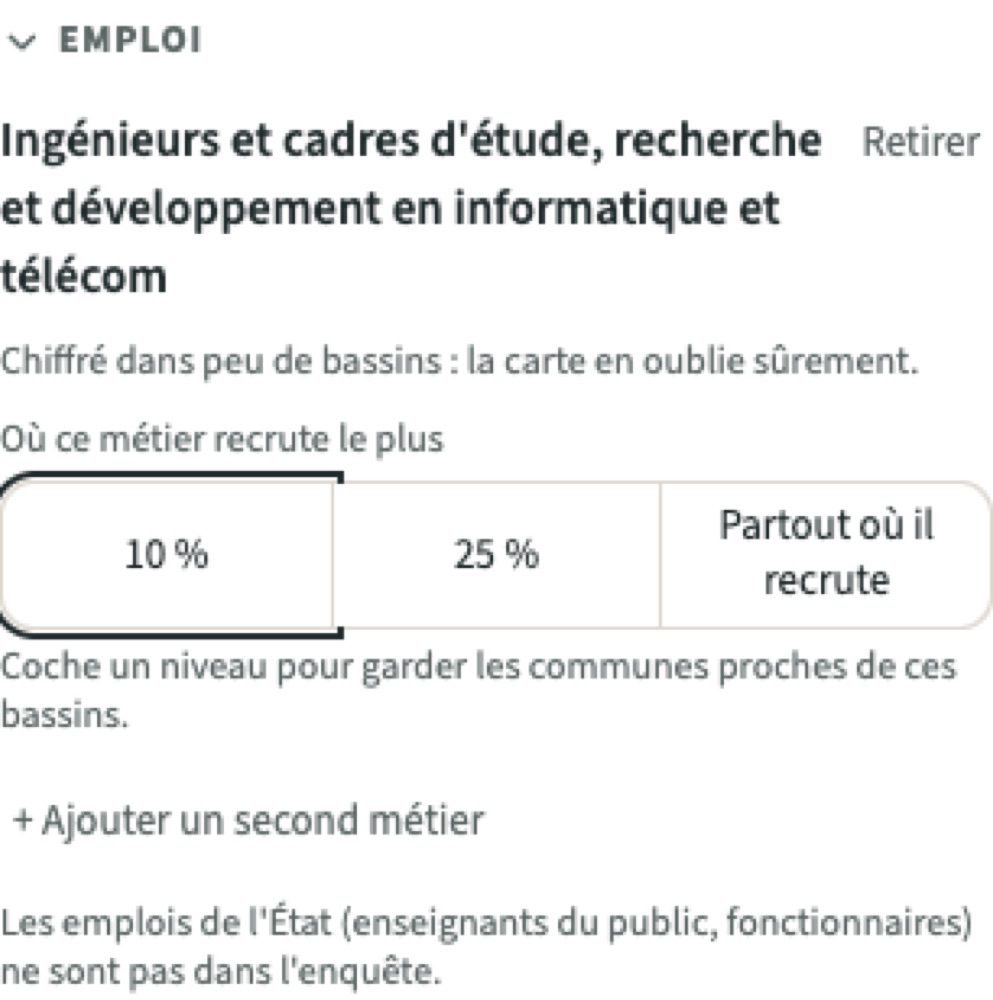 EMPLOI
Ingénieurs et cadres d'étude, recherche Retirer
et développement en informatique et
télécom
Chiffré dans peu de bassins : la carte en oublie sûrement.
Où ce métier recrute le plus
10 %
25 %
Partout où il
recrute
Coche un niveau pour garder les communes proches de ces
bassins.
+ Ajouter un second métier
Les emplois de l'État (enseignants du public, fonctionnaires)
ne sont pas dans l'enquête.